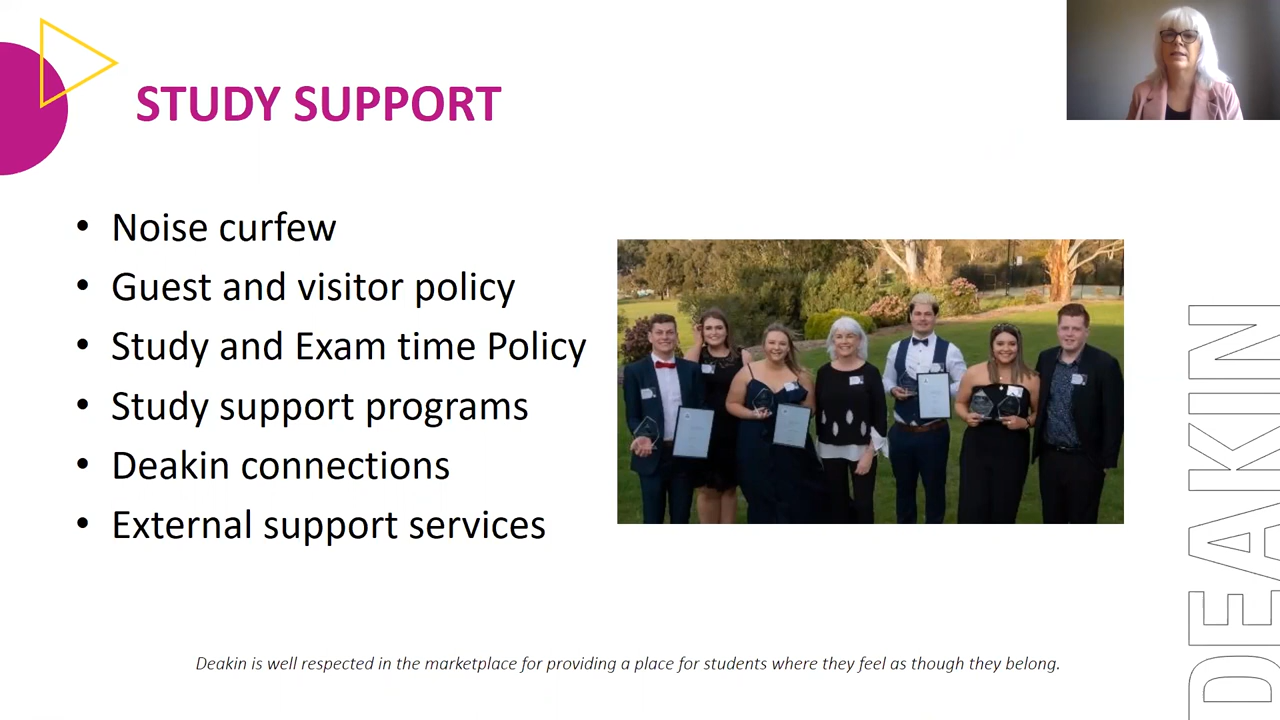 STUDY SUPPORT
• Noise curfew
• Guest and visitor policy
• Study and Exam time Policy
• Study support programs
• Deakin connections
• External support services
Deakin is well respected in the marketplace for providing a place for students where they feel as though they belong.
DEAKIN